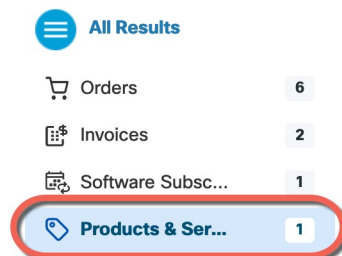 All Results
Orders 6
Invoices 2
Software Subsc... 1
Products & Ser... 1